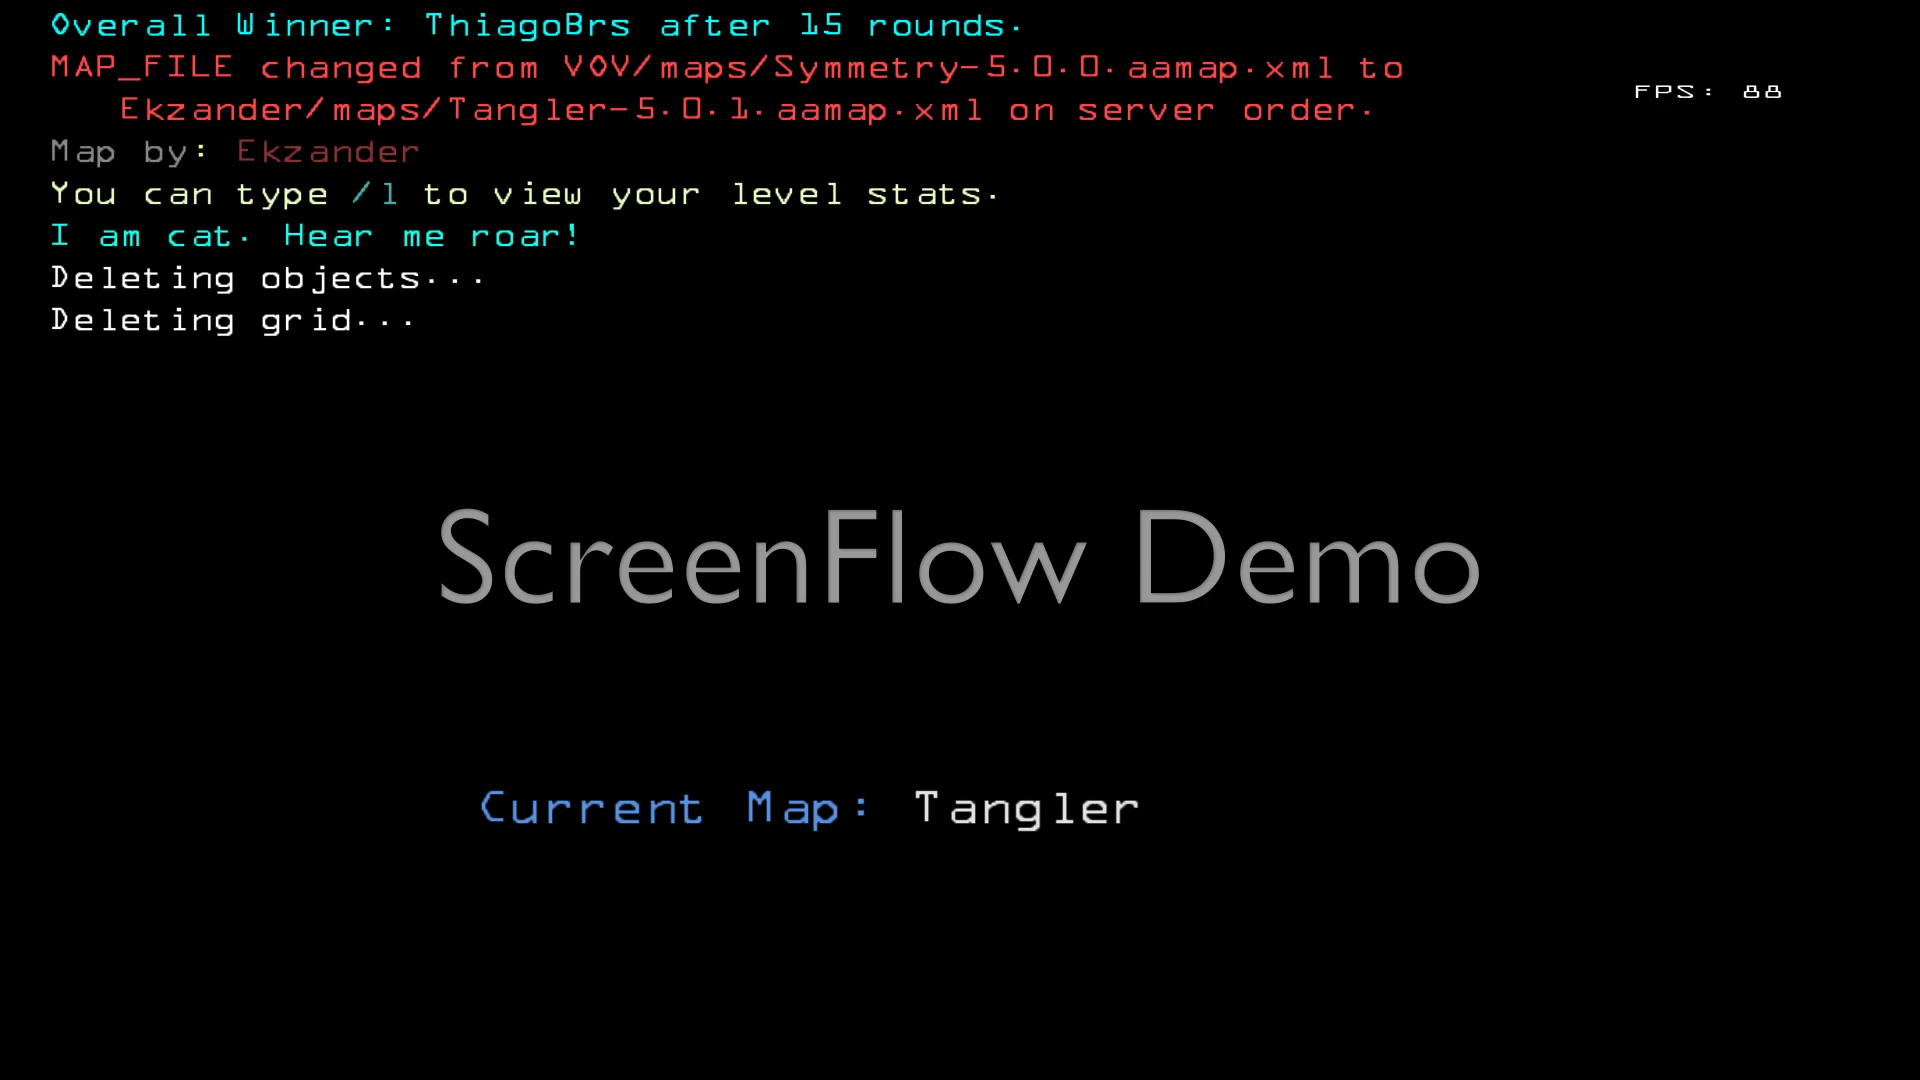 Overall Winner: ThiagoBrs after 15 rounds.
MAP_FILE changed from VOV/maps/Symmetry-5.0.0.aamap.xml to
Ekzander/maps/Tangler-5.0.1.aamap.xml on server order.
FPS: 88
Map by: Ekzander
You can type /l to view your level stats.
I am cat. Hear me roar!
Deleting objects...
Deleting grid...
ScreenFlow Demo
Current Map: Tangler